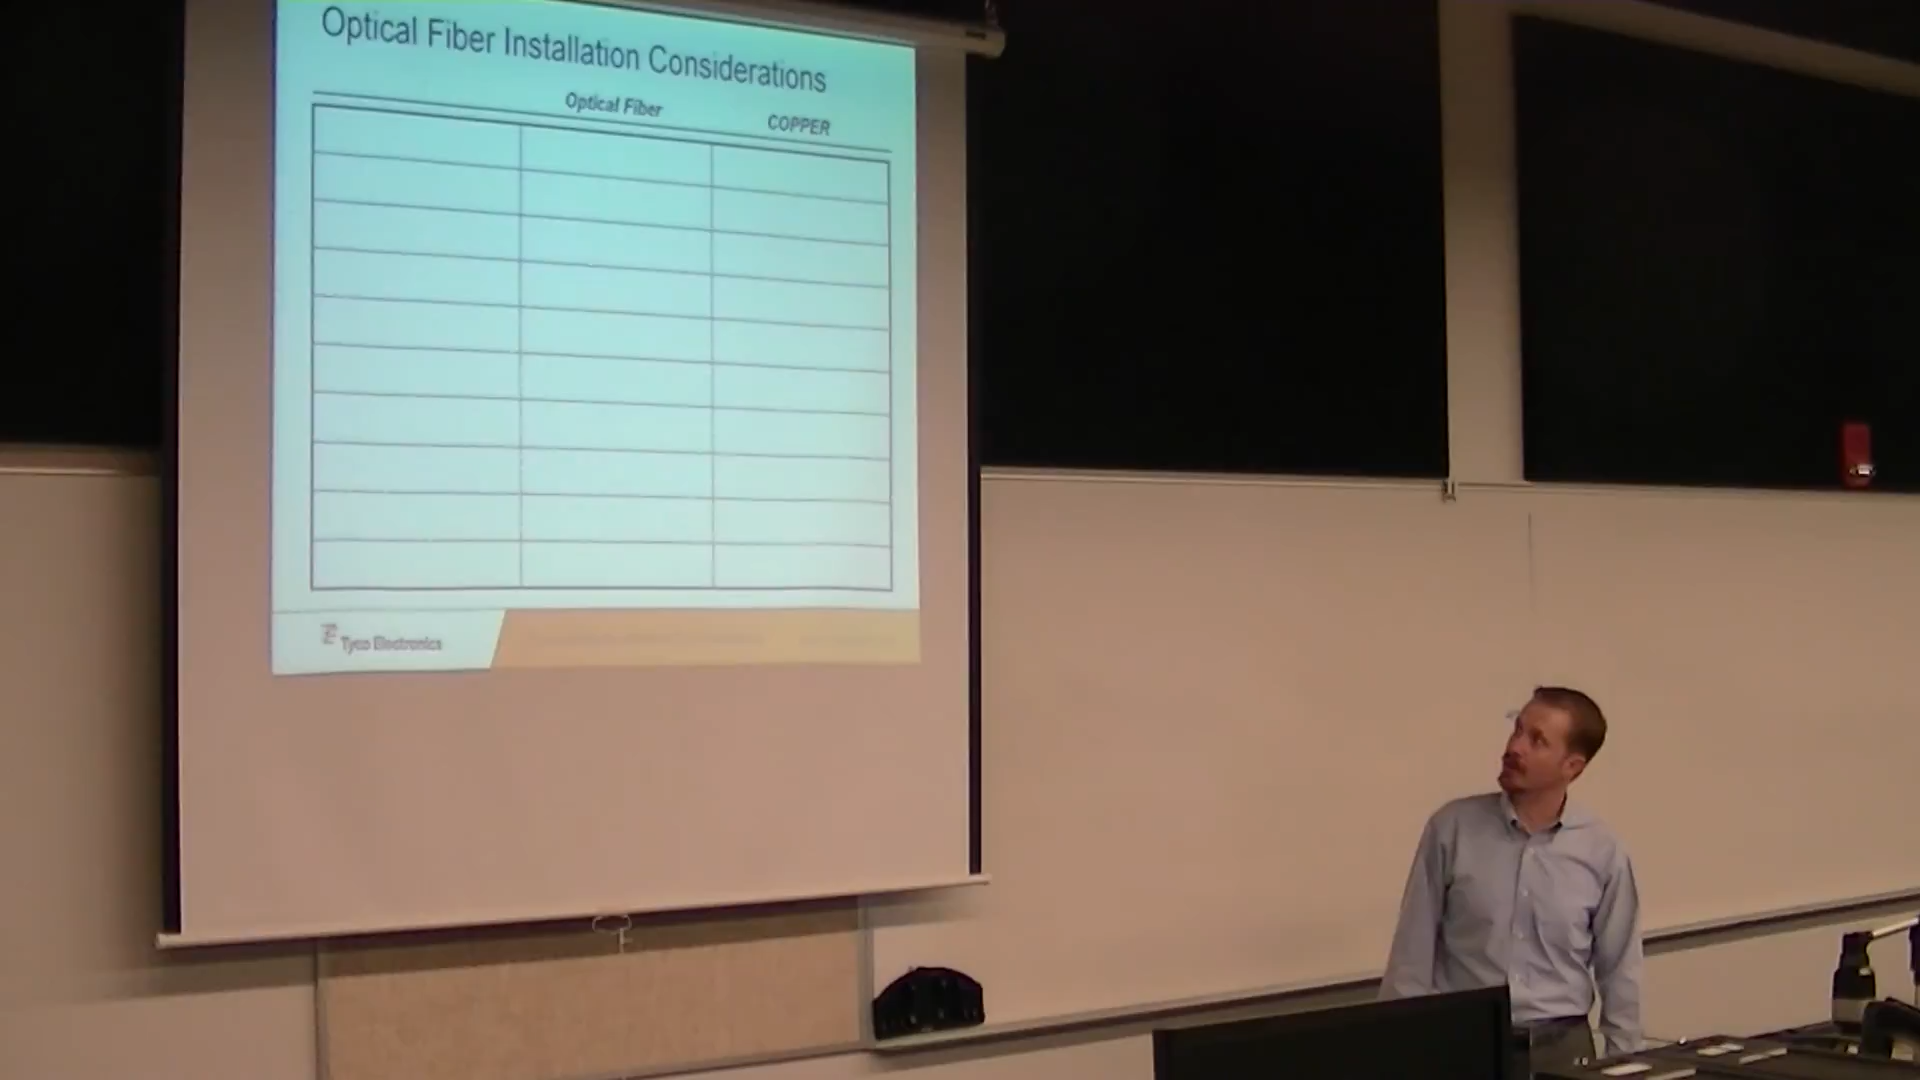 Optical Fiber Installation Considerations
Optical Fiber
COPPER
Tyco Electronics